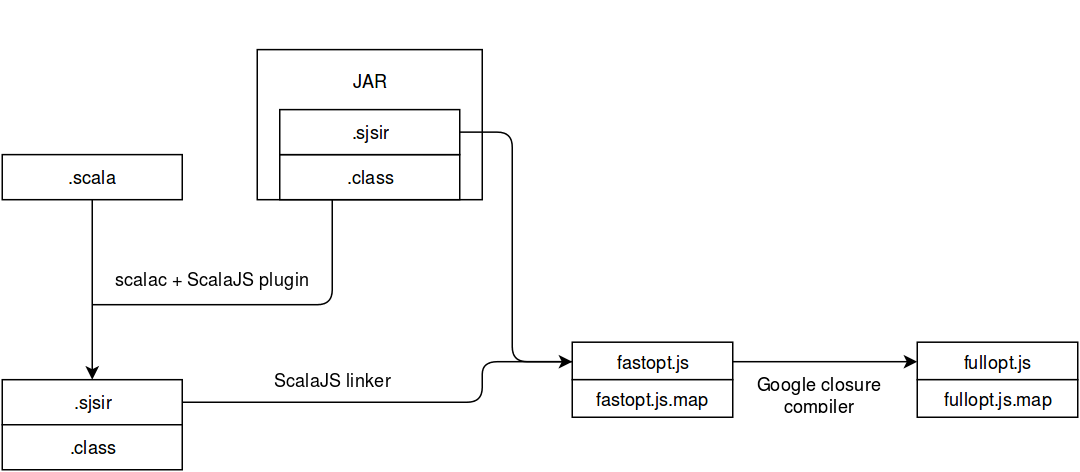 JAR
.sjsir
.class
.scala
scalac + ScalaJS plugin
.sjsir
.class
ScalaJS linker
fastopt.js
fastopt.js.map
Google closure
compiler
fullopt.js
fullopt.js.map